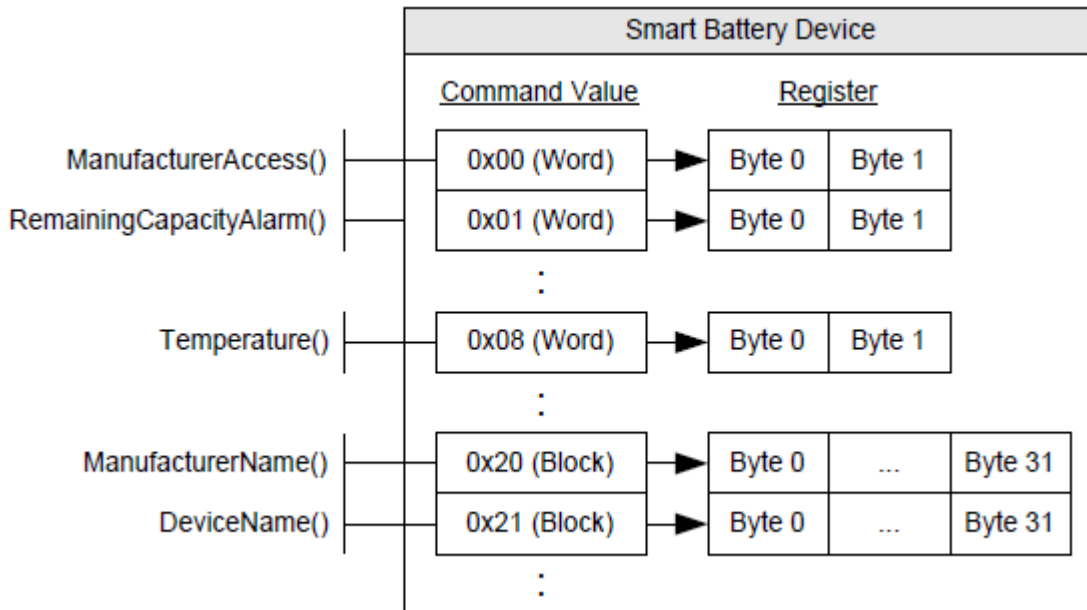 Smart Battery Device
Command Value Register
ManufacturerAccess() 0x00 (Word) Byte 0 Byte 1
RemainingCapacityAlarm() 0x01 (Word) Byte 0 Byte 1
:
Temperature() 0x08 (Word) Byte 0 Byte 1
:
ManufacturerName() 0x20 (Block) Byte 0 ... Byte 31
DeviceName() 0x21 (Block) Byte 0 ... Byte 31
: